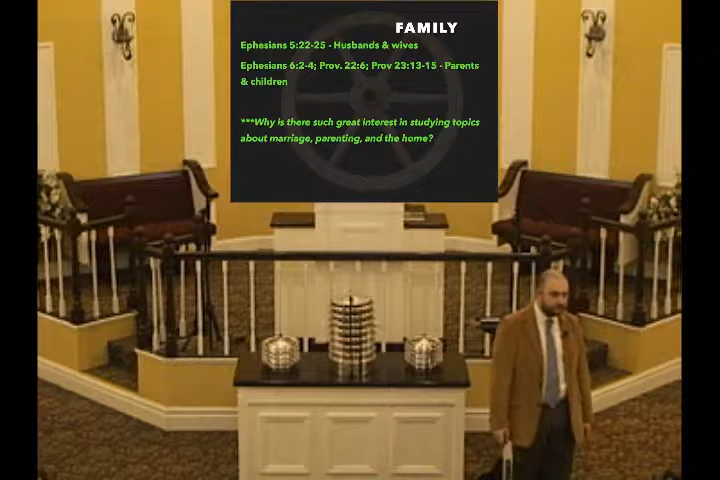 FAMILY
Ephesians 5:22-25 - Husbands & wives
Ephesians 6:2-4; Prov. 22:6; Prov 23:13-15 - Parents
& children
***Why is there such great interest in studying topics
about marriage, parenting, and the home?